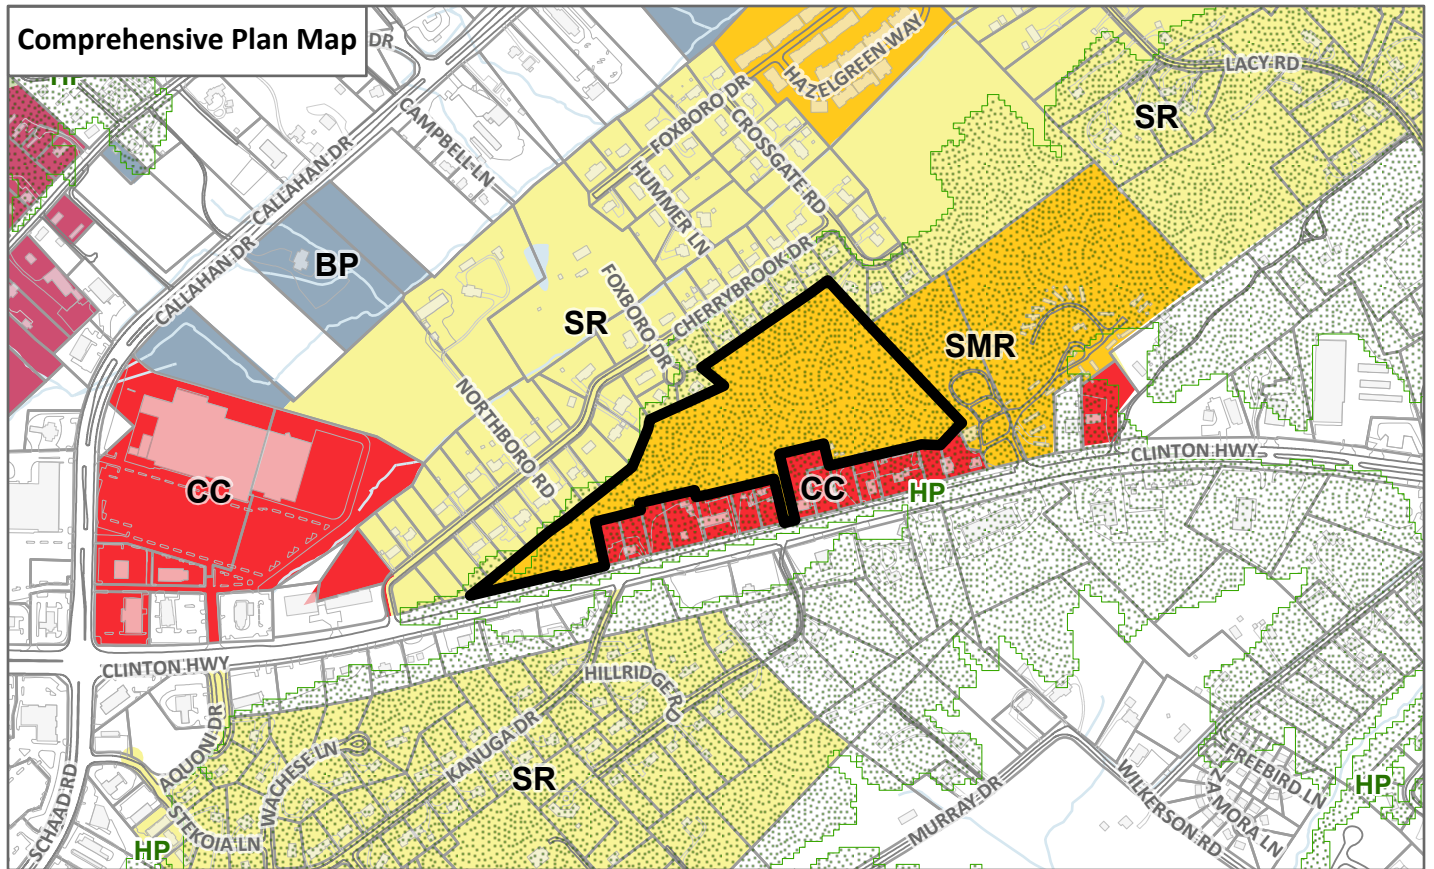 Comprehensive Plan Map
DR
HAZELGREEN WAY
LACY RD
CAMPBELL LN
FOXBORO DR
CROSSGATE RD
SR
CALLAHAN DR
HUMMER LN
CALLAHAN DR
BP
CHERRYBROOK DR
FOXBORO DR
SR
SMR
NORTHBORO RD
CLINTON HWY
CC
CC
HP
CLINTON HWY
HILLRIDGE RD
AQUONI DR
KANUGA DR
WACHESE LN
SR
SCHAAD RD
STEKOIA LN
HP
MURRAY DR
WILKERSON RD
FREEBIRD LN
ZAMORA LN
HP